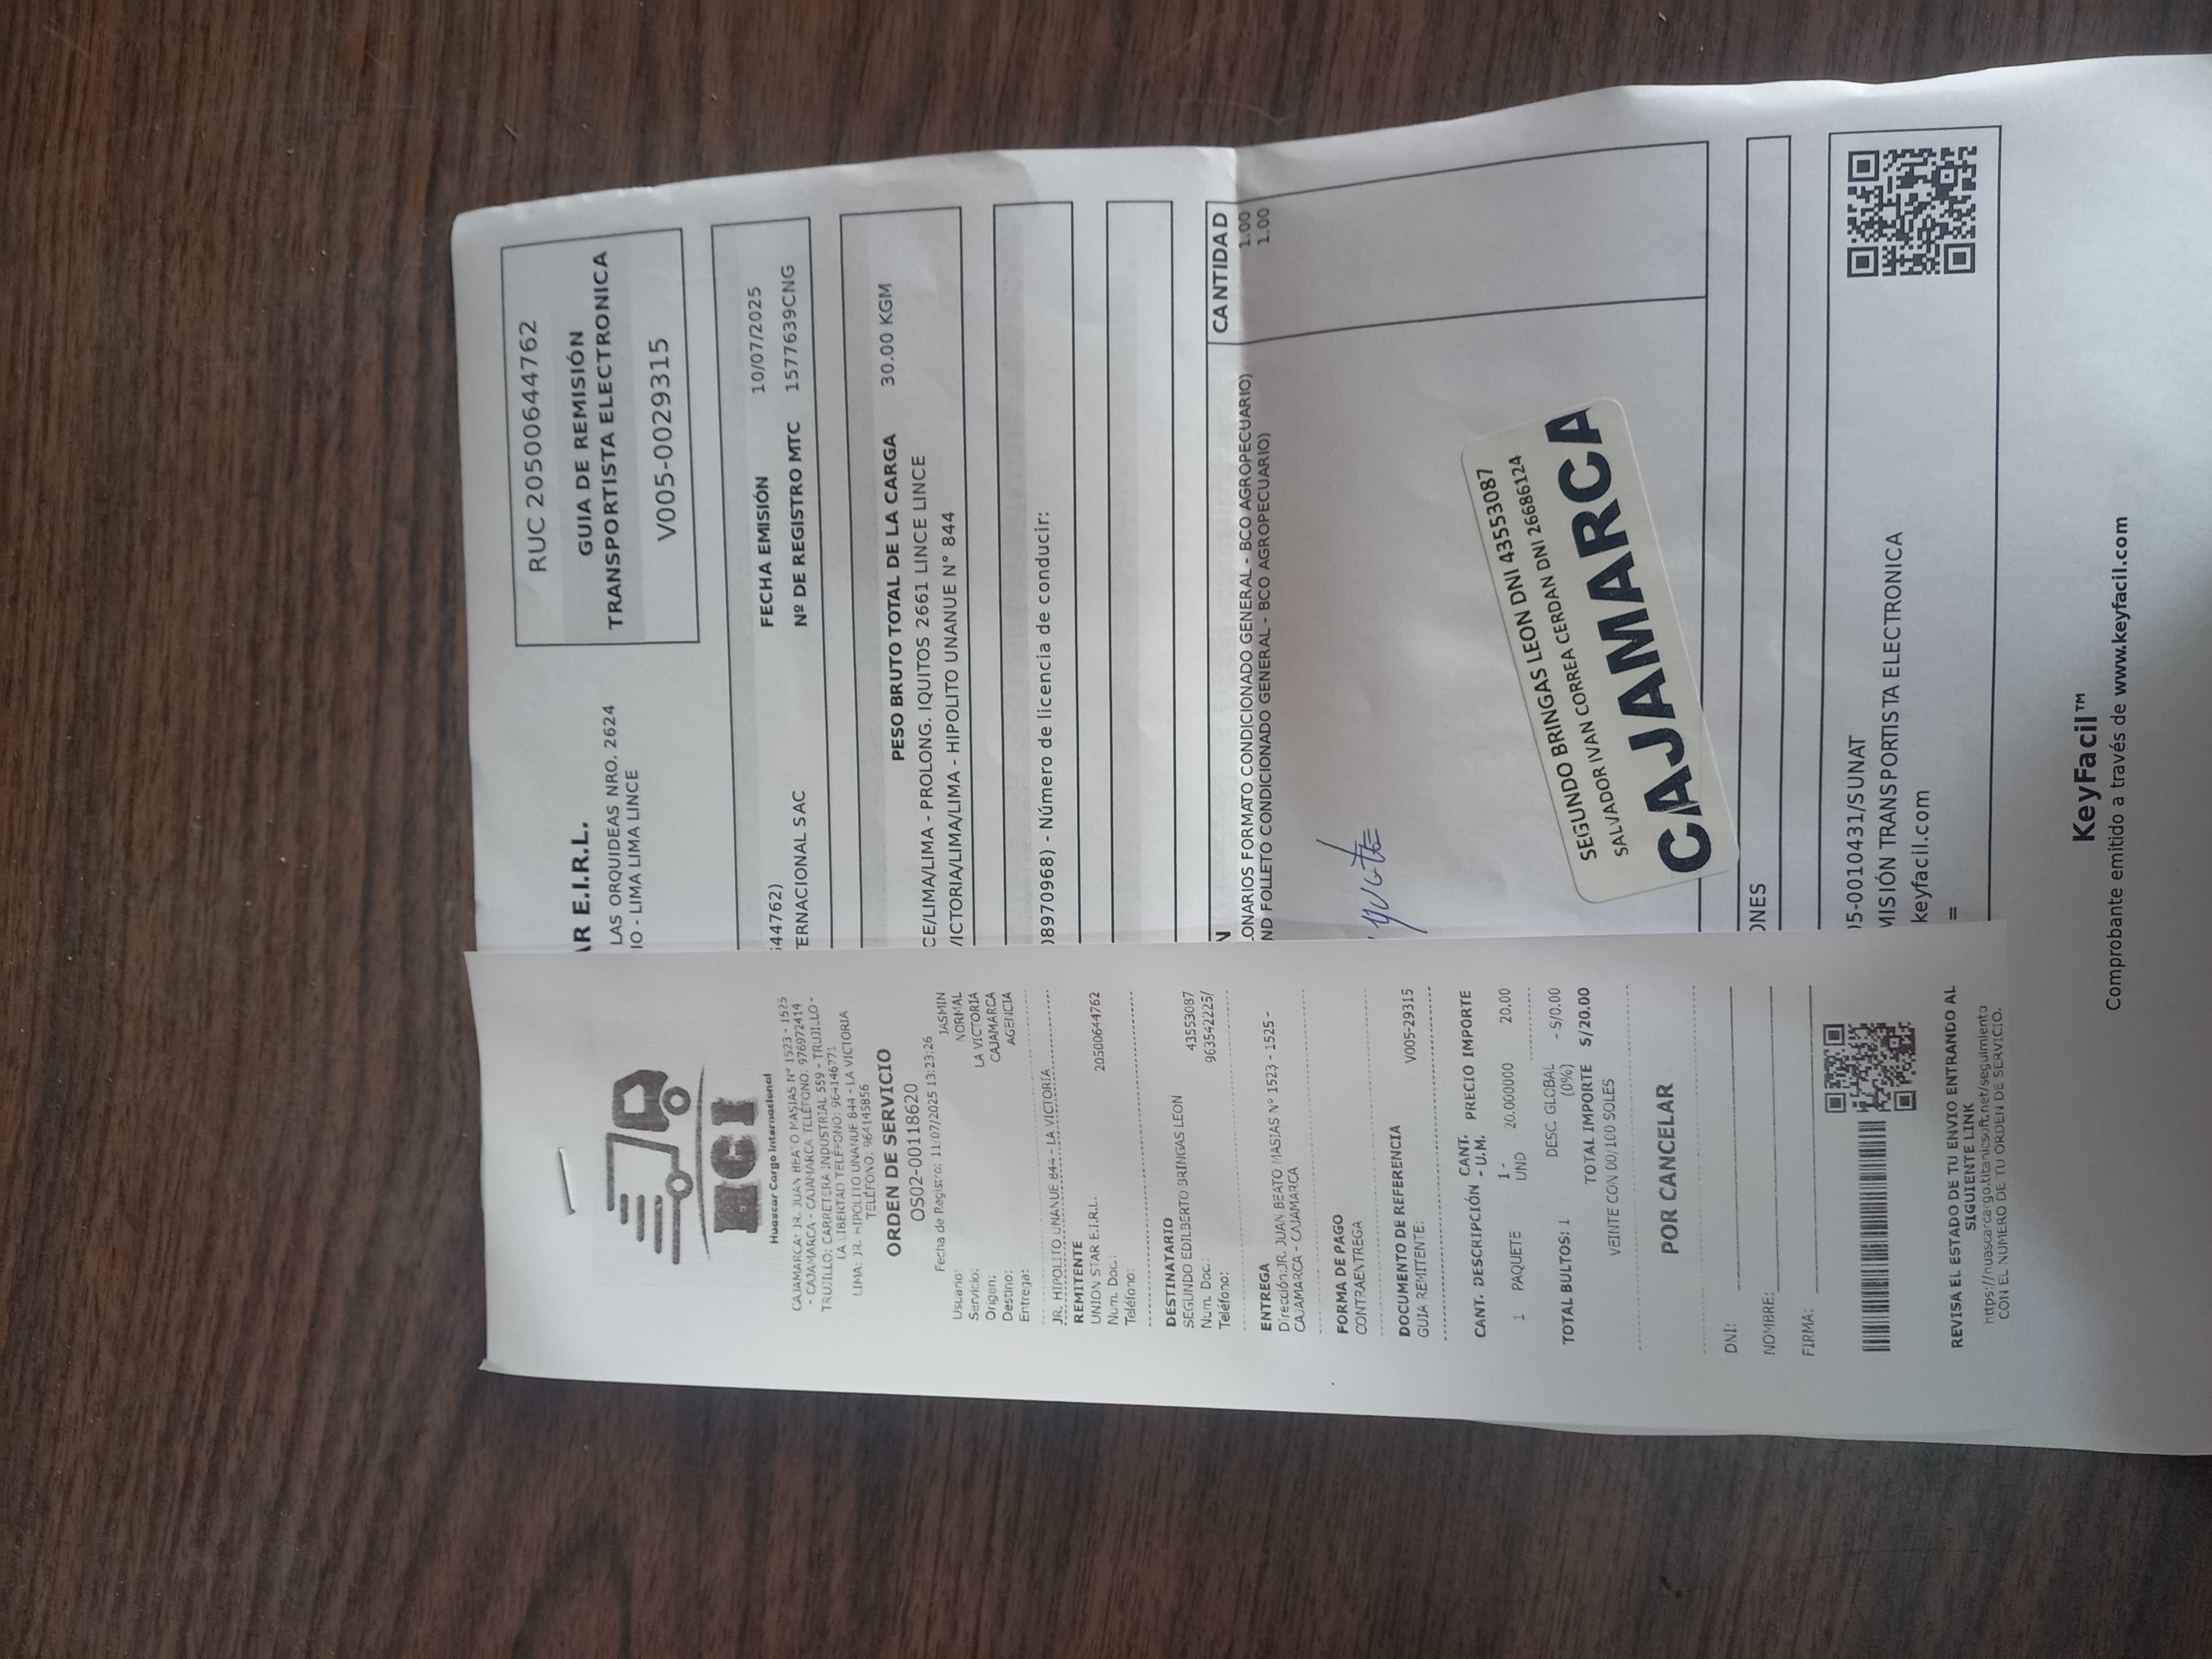 HCI
Huascar Cargo Internacional
CAJAMARCA: JR. JUAN BEATO MASIAS Nº 1523 - 1525
- CAJAMARCA - CAJAMARCA TELÉFONO: 976972414
TRUJILLO: CARRETERA INDUSTRIAL 559 - TRUJILLO -
LA LIBERTAD TELÉFONO: 964146771
LIMA: JR. HIPOLITO UNANUE 844 - LA VICTORIA
TELÉFONO: 964145856
ORDEN DE SERVICIO
OS02-00118620
Fecha de Registro: 11/07/2025 13:23:26
Usuario: JASMIN
Servicio: NORMAL
Origen: LA VICTORIA
Destino: CAJAMARCA
Entrega: AGENCIA
JR. HIPOLITO UNANUE 844 - LA VICTORIA
REMITENTE
UNION STAR E.I.R.L.
Num. Doc.: 20500644762
Teléfono:
DESTINATARIO
SEGUNDO EDILBERTO BRINGAS LEON
Num. Doc.: 43553087
Teléfono: 963542225/
ENTREGA
Dirección:JR. JUAN BEATO MASIAS Nº 1523 - 1525 -
CAJAMARCA - CAJAMARCA
FORMA DE PAGO
CONTRAENTREGA
DOCUMENTO DE REFERENCIA
GUIA REMITENTE: V005-29315
CANT. DESCRIPCIÓN CANT. - U.M. PRECIO IMPORTE
1 PAQUETE 1 - UND 20.000000 20.00
DESC. GLOBAL (0%) - S/0.00
TOTAL BULTOS: 1 TOTAL IMPORTE S/20.00
VEINTE CON 00/100 SOLES
POR CANCELAR
DNI:
NOMBRE:
FIRMA:
REVISA EL ESTADO DE TU ENVIO ENTRANDO AL
SIGUIENTE LINK
https://huascarcargo.titanicsoft.net/seguimiento
CON EL NUMERO DE TU ORDEN DE SERVICIO.
AR E.I.R.L.
LAS ORQUIDEAS NRO. 2624
IO - LIMA LIMA LINCE
RUC 20500644762
GUIA DE REMISIÓN
TRANSPORTISTA ELECTRONICA
V005-0029315
44762)
ERNACIONAL SAC
FECHA EMISIÓN 10/07/2025
Nº DE REGISTRO MTC 1577639CNG
PESO BRUTO TOTAL DE LA CARGA 30.00 KGM
CE/LIMA/LIMA - PROLONG. IQUITOS 2661 LINCE LINCE
VICTORIA/LIMA/LIMA - HIPOLITO UNANUE N° 844
08970968) - Número de licencia de conducir:
N CANTIDAD
ONARIOS FORMATO CONDICIONADO GENERAL - BCO AGROPECUARIO) 1.00
ND FOLLETO CONDICIONADO GENERAL - BCO AGROPECUARIO) 1.00
SEGUNDO BRINGAS LEON DNI 43553087
SALVADOR IVAN CORREA CERDAN DNI 26686124
CAJAMARCA
ONES
05-0010431/SUNAT
MISIÓN TRANSPORTISTA ELECTRONICA
keyfacil.com
=
KeyFacil™
Comprobante emitido a través de www.keyfacil.com